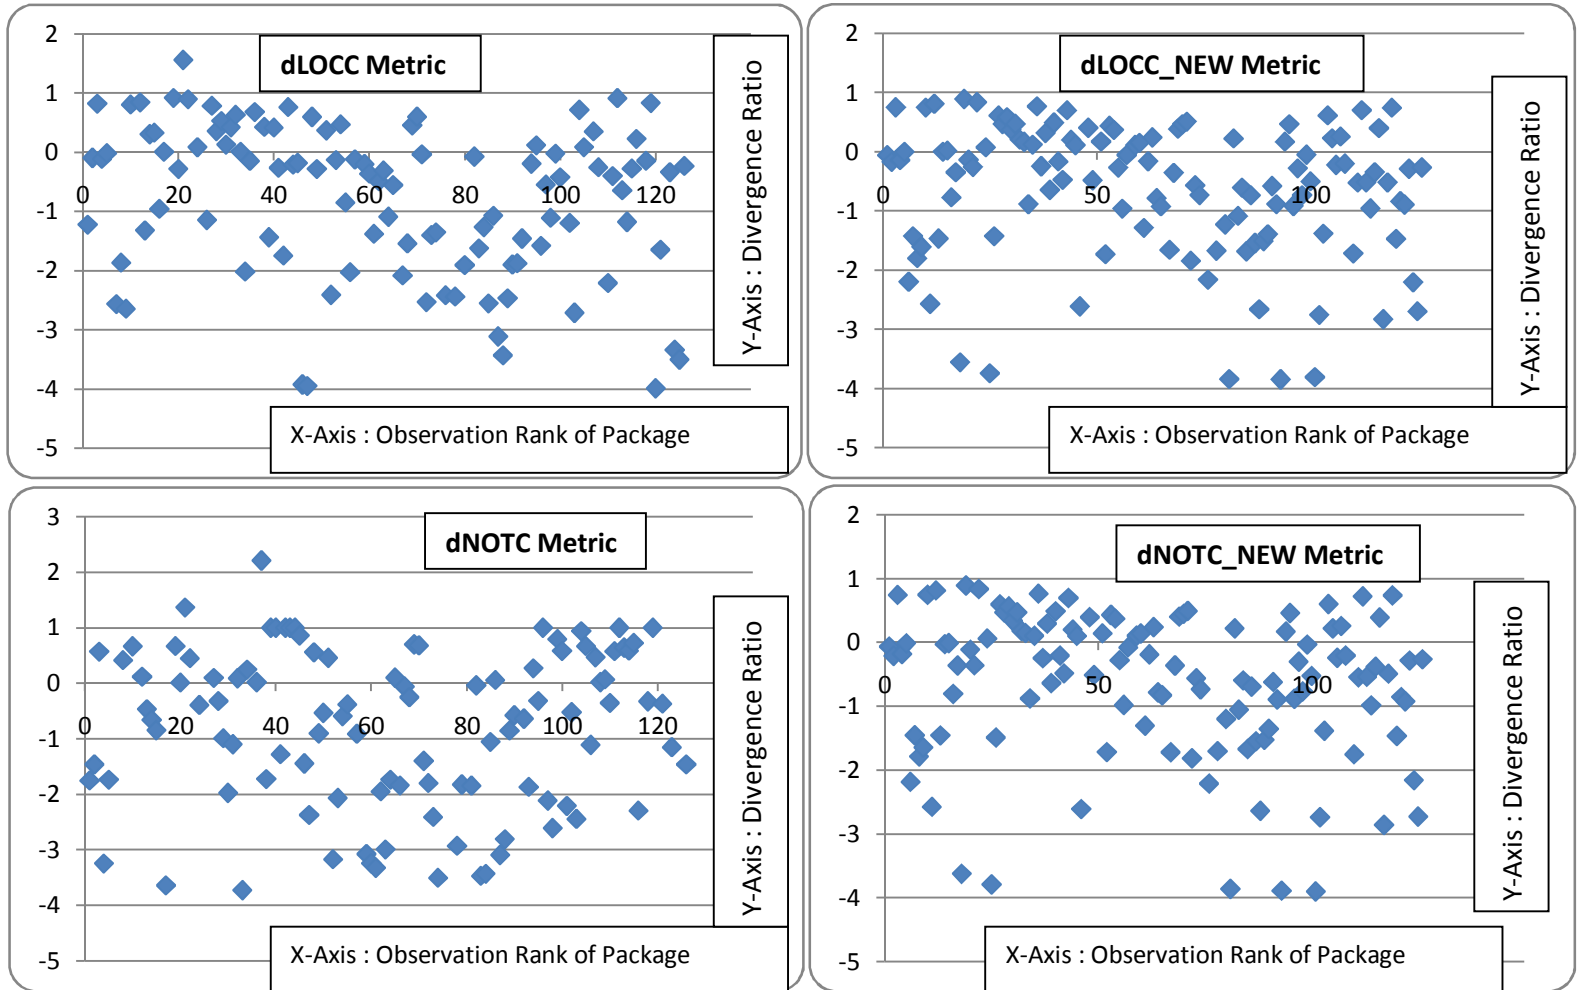 dLOCC Metric
2
1
0
-1
-2
-3
-4
-5
0 20 40 60 80 100 120
Y-Axis : Divergence Ratio
X-Axis : Observation Rank of Package
dLOCC_NEW Metric
2
1
0
-1
-2
-3
-4
-5
0 50 100
Y-Axis : Divergence Ratio
X-Axis : Observation Rank of Package
dNOTC Metric
3
2
1
0
-1
-2
-3
-4
-5
0 20 40 60 80 100 120
Y-Axis : Divergence Ratio
X-Axis : Observation Rank of Package
dNOTC_NEW Metric
2
1
0
-1
-2
-3
-4
-5
0 50 100
Y-Axis : Divergence Ratio
X-Axis : Observation Rank of Package